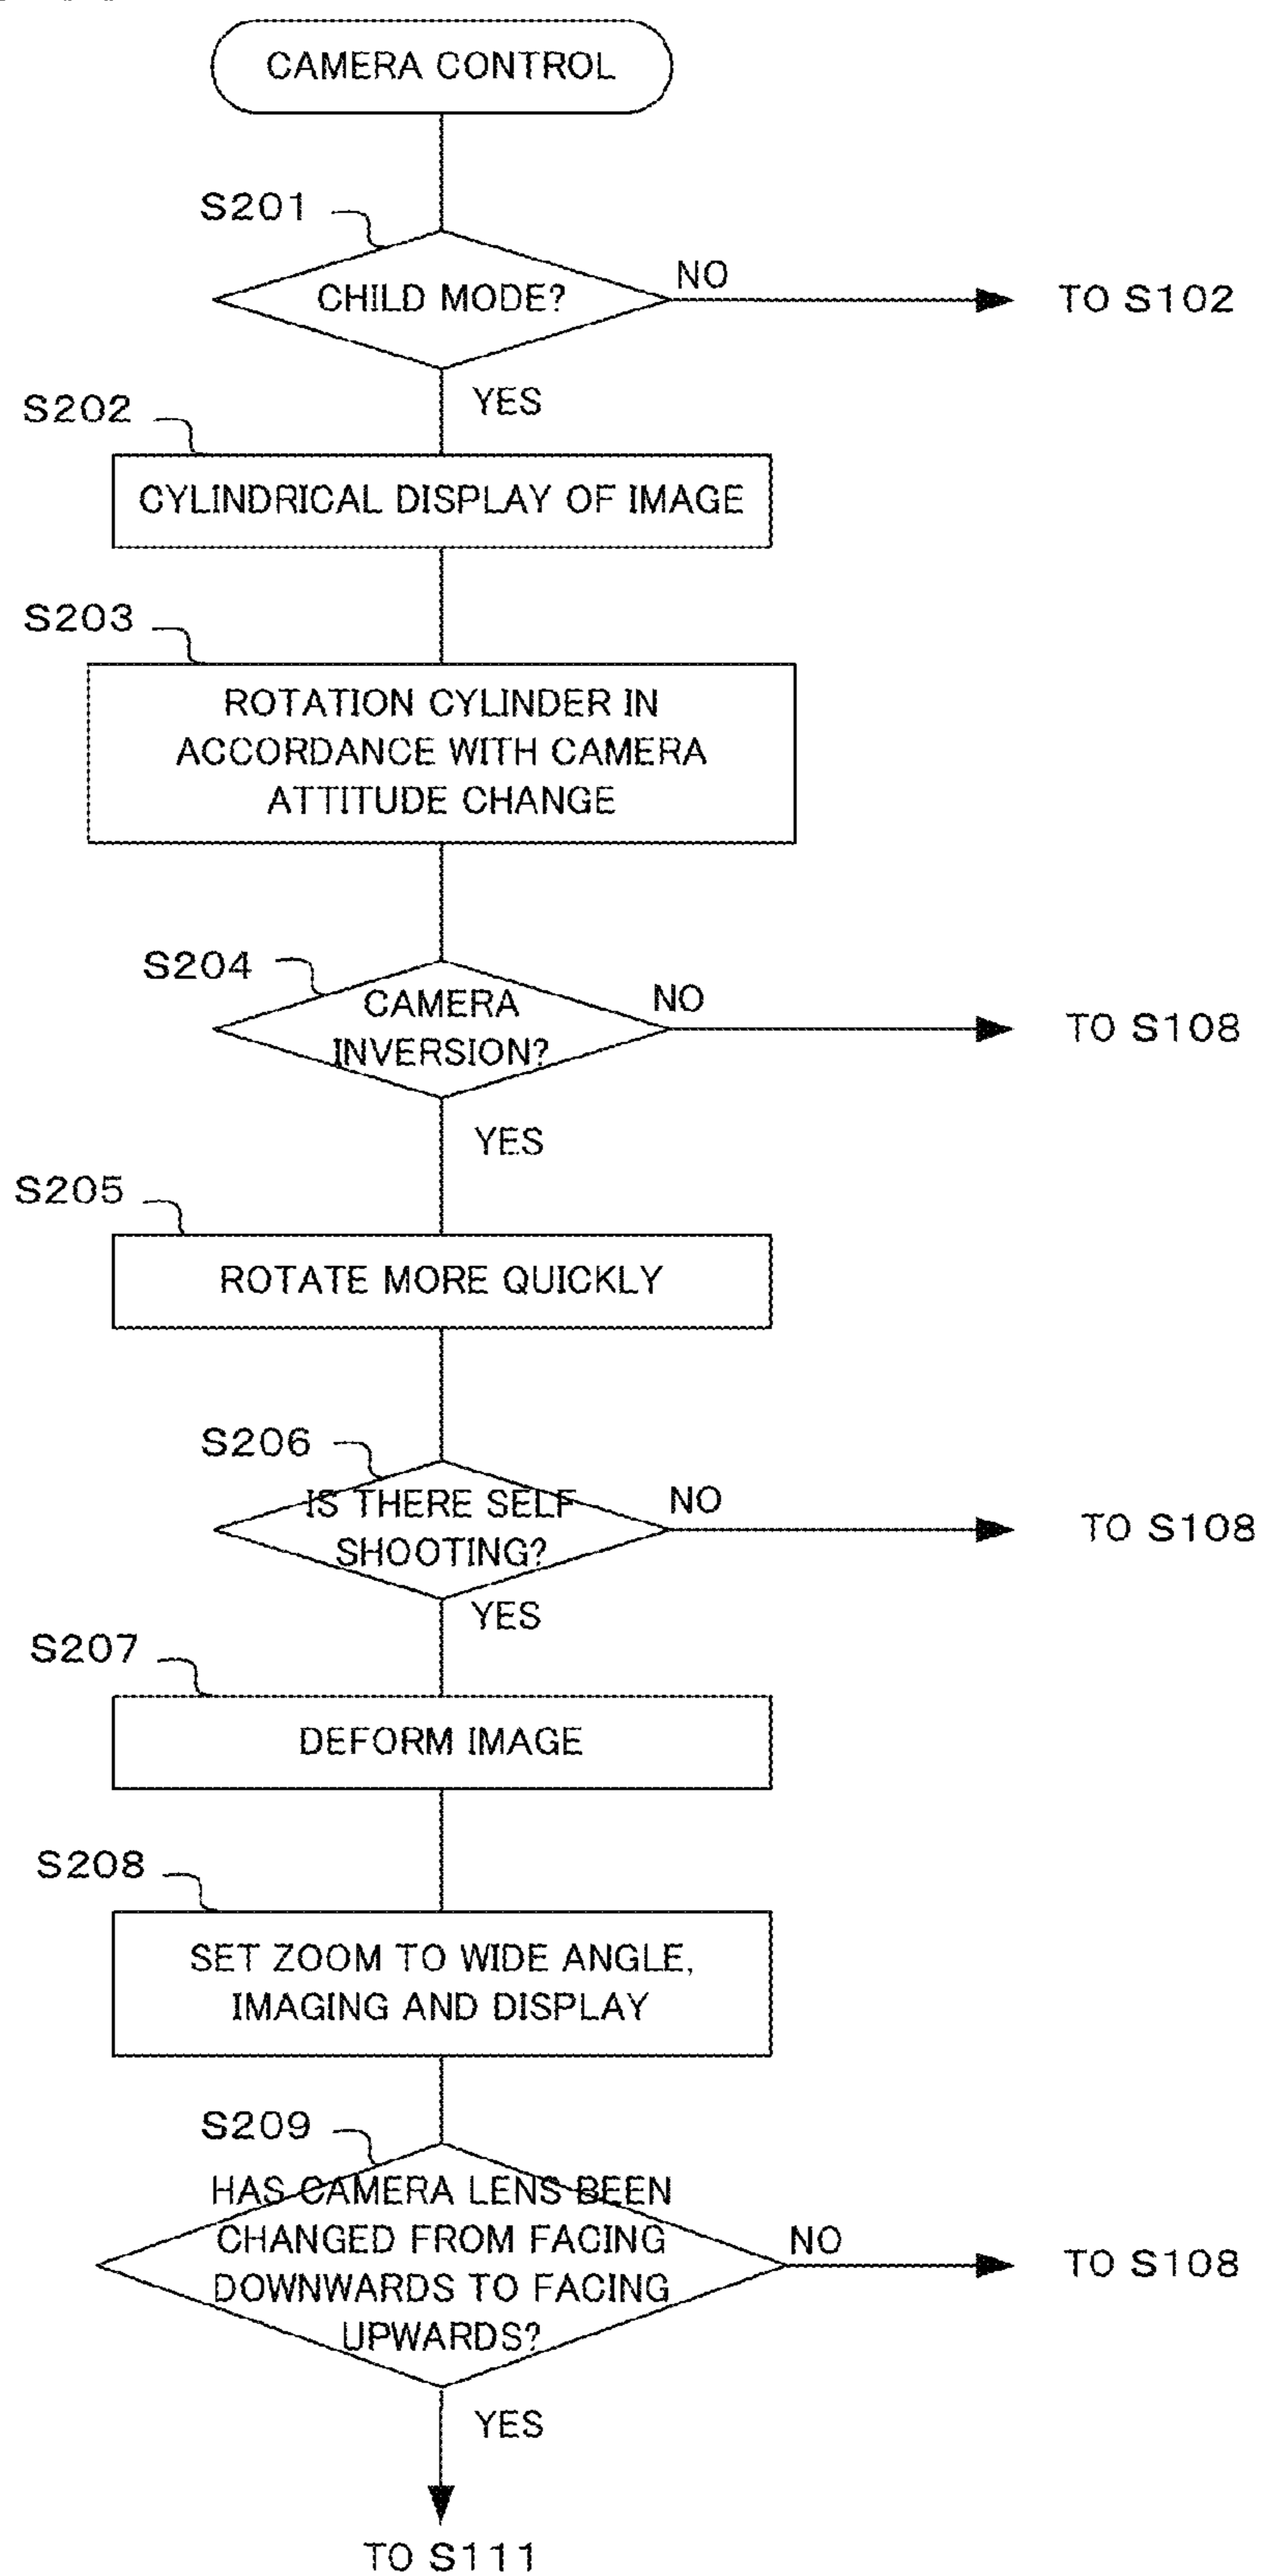 CAMERA CONTROL
S201
CHILD MODE?
NO
TO S102
YES
S202
CYLINDRICAL DISPLAY OF IMAGE
S203
ROTATION CYLINDER IN
ACCORDANCE WITH CAMERA
ATTITUDE CHANGE
S204
CAMERA
INVERSION?
NO
TO S108
YES
S205
ROTATE MORE QUICKLY
S206
IS THERE SELF
SHOOTING?
NO
TO S108
YES
S207
DEFORM IMAGE
S208
SET ZOOM TO WIDE ANGLE,
IMAGING AND DISPLAY
S209
HAS CAMERA LENS BEEN
CHANGED FROM FACING
DOWNWARDS TO FACING
UPWARDS?
NO
TO S108
YES
TO S111